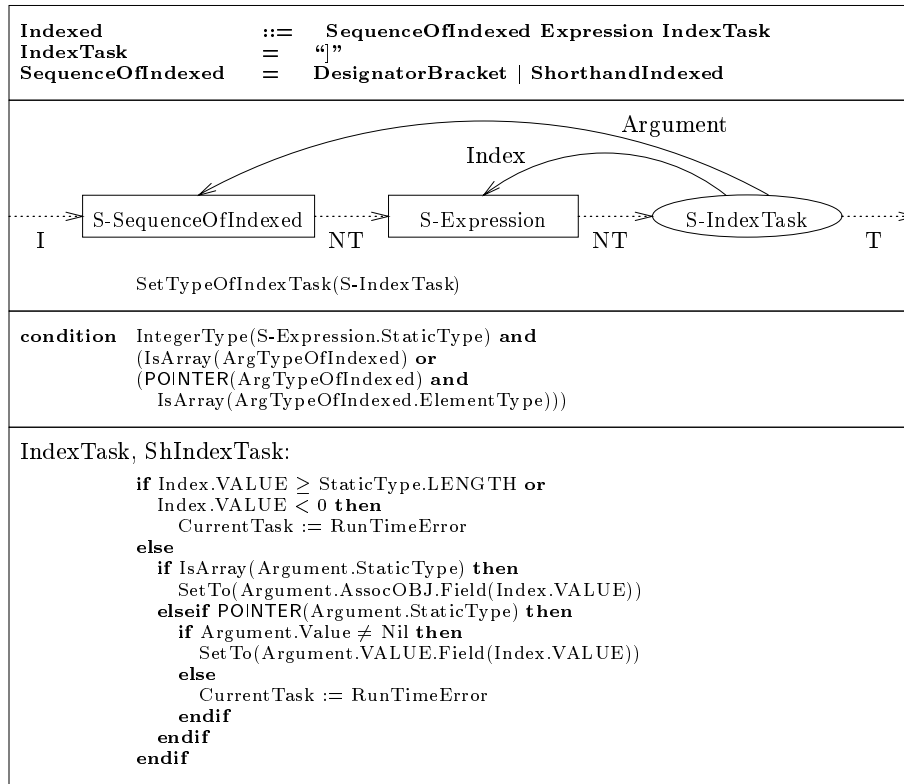 Indexed ::= SequenceOfIndexed Expression IndexTask
IndexTask = “]”
SequenceOfIndexed = DesignatorBracket | ShorthandIndexed
Argument
Index
S-SequenceOfIndexed S-Expression S-IndexTask
I NT NT T
SetTypeOfIndexTask(S-IndexTask)
condition IntegerType(S-Expression.StaticType) and
(IsArray(ArgTypeOfIndexed) or
(POINTER(ArgTypeOfIndexed) and
IsArray(ArgTypeOfIndexed.ElementType)))
IndexTask, ShIndexTask:
if Index.VALUE ≥ StaticType.LENGTH or
Index.VALUE < 0 then
CurrentTask := RunTimeError
else
if IsArray(Argument.StaticType) then
SetTo(Argument.AssocOBJ.Field(Index.VALUE))
elseif POINTER(Argument.StaticType) then
if Argument.Value ≠ Nil then
SetTo(Argument.VALUE.Field(Index.VALUE))
else
CurrentTask := RunTimeError
endif
endif
endif